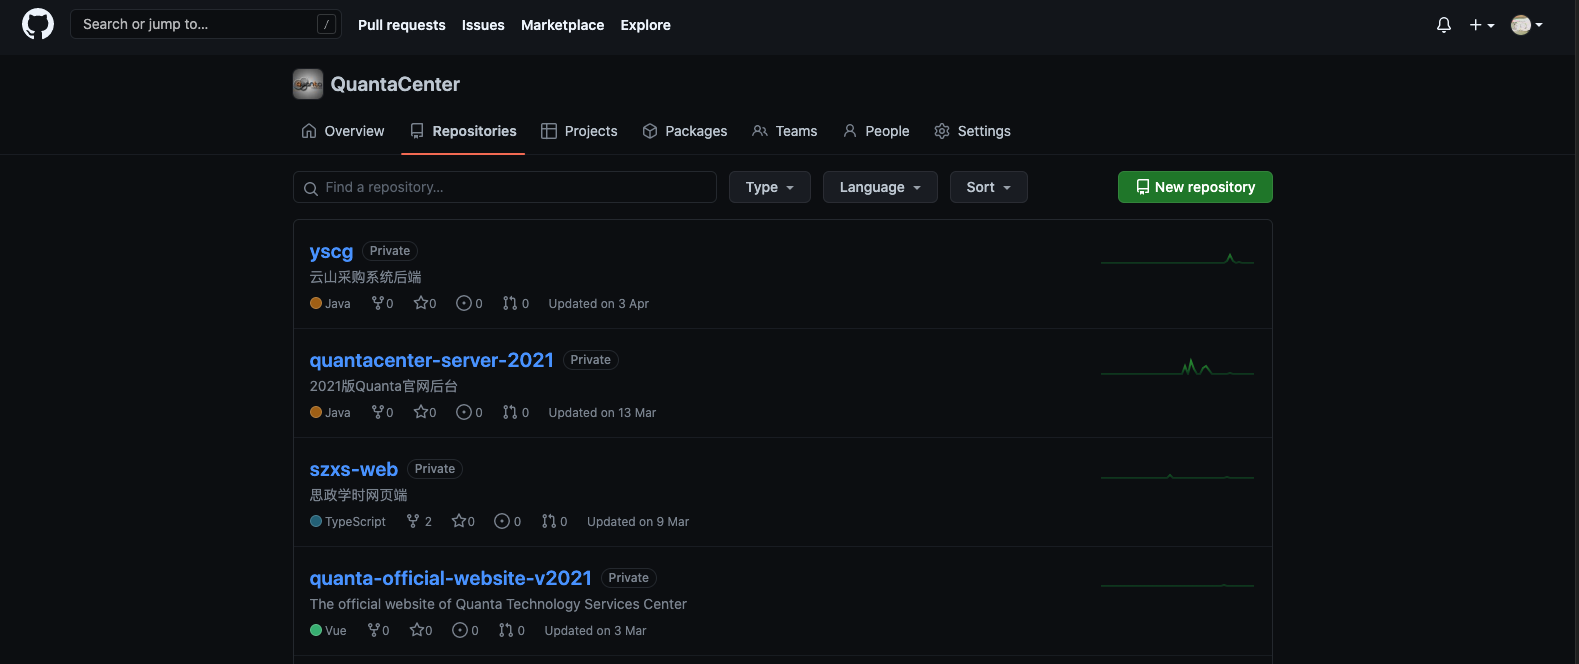 Search or jump to... / Pull requests Issues Marketplace Explore
Quanta QuantaCenter
Overview Repositories Projects Packages Teams People Settings
Find a repository... Type Language Sort New repository
yscg Private
云山采购系统后端
Java 0 0 0 0 Updated on 3 Apr
quantacenter-server-2021 Private
2021版Quanta官网后台
Java 0 0 0 0 Updated on 13 Mar
szxs-web Private
思政学时网页端
TypeScript 2 0 0 0 Updated on 9 Mar
quanta-official-website-v2021 Private
The official website of Quanta Technology Services Center
Vue 0 0 0 0 Updated on 3 Mar